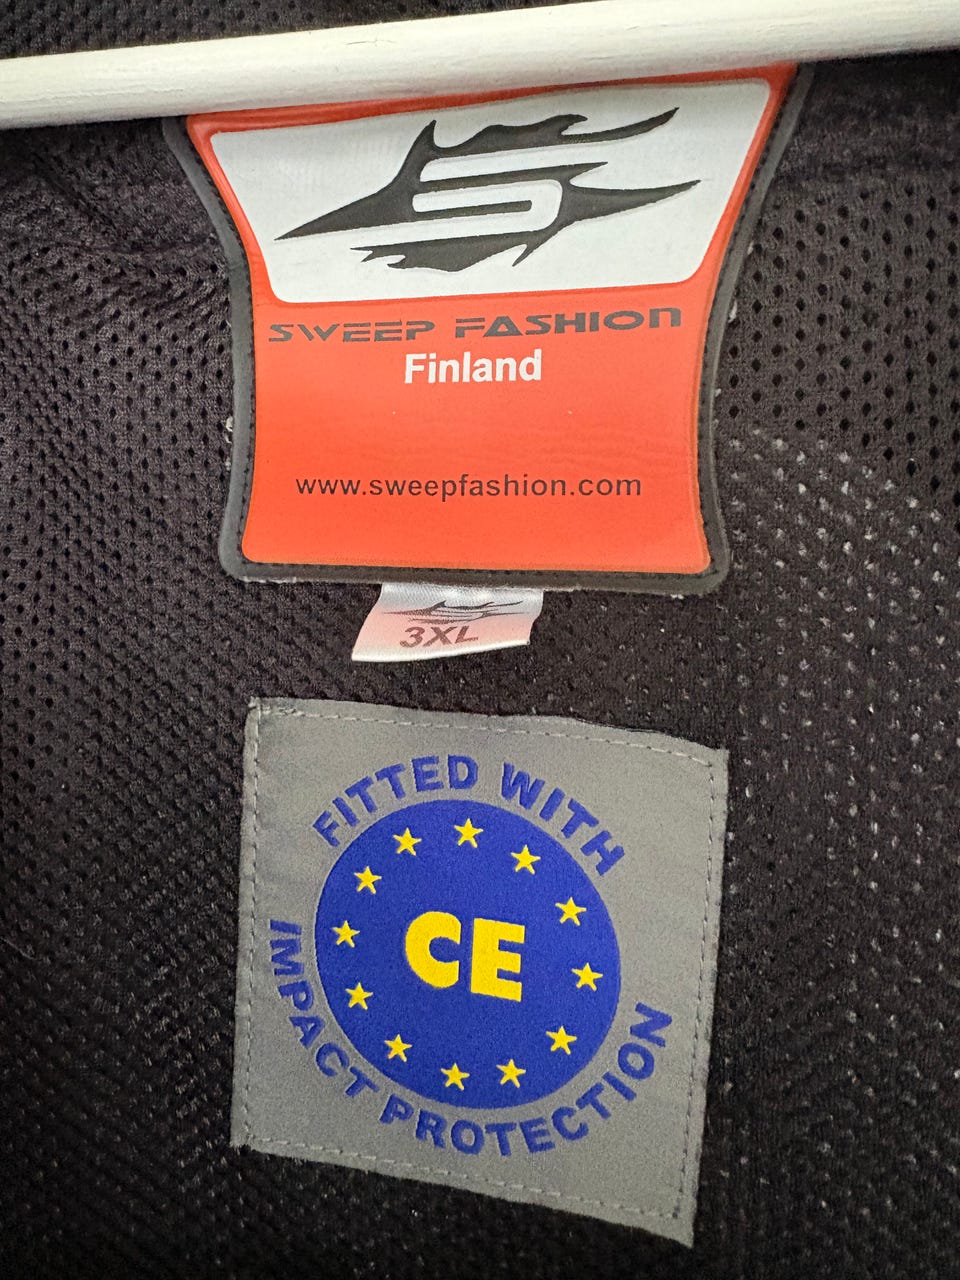 S
SWEEP FASHION
Finland
www.sweepfashion.com
3XL
FITTED WITH
CE
IMPACT PROTECTION